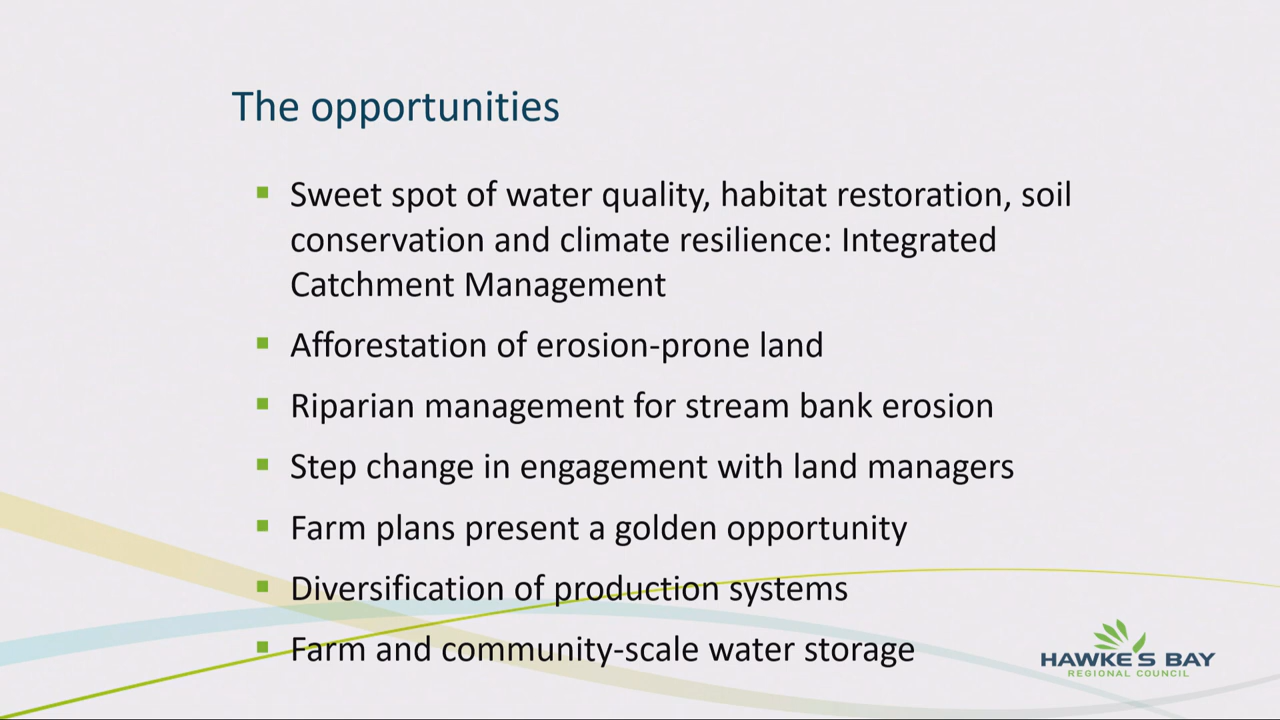 The opportunities
▪ Sweet spot of water quality, habitat restoration, soil
conservation and climate resilience: Integrated
Catchment Management
▪ Afforestation of erosion-prone land
▪ Riparian management for stream bank erosion
▪ Step change in engagement with land managers
▪ Farm plans present a golden opportunity
▪ Diversification of production systems
▪ Farm and community-scale water storage
HAWKE'S BAY
REGIONAL COUNCIL